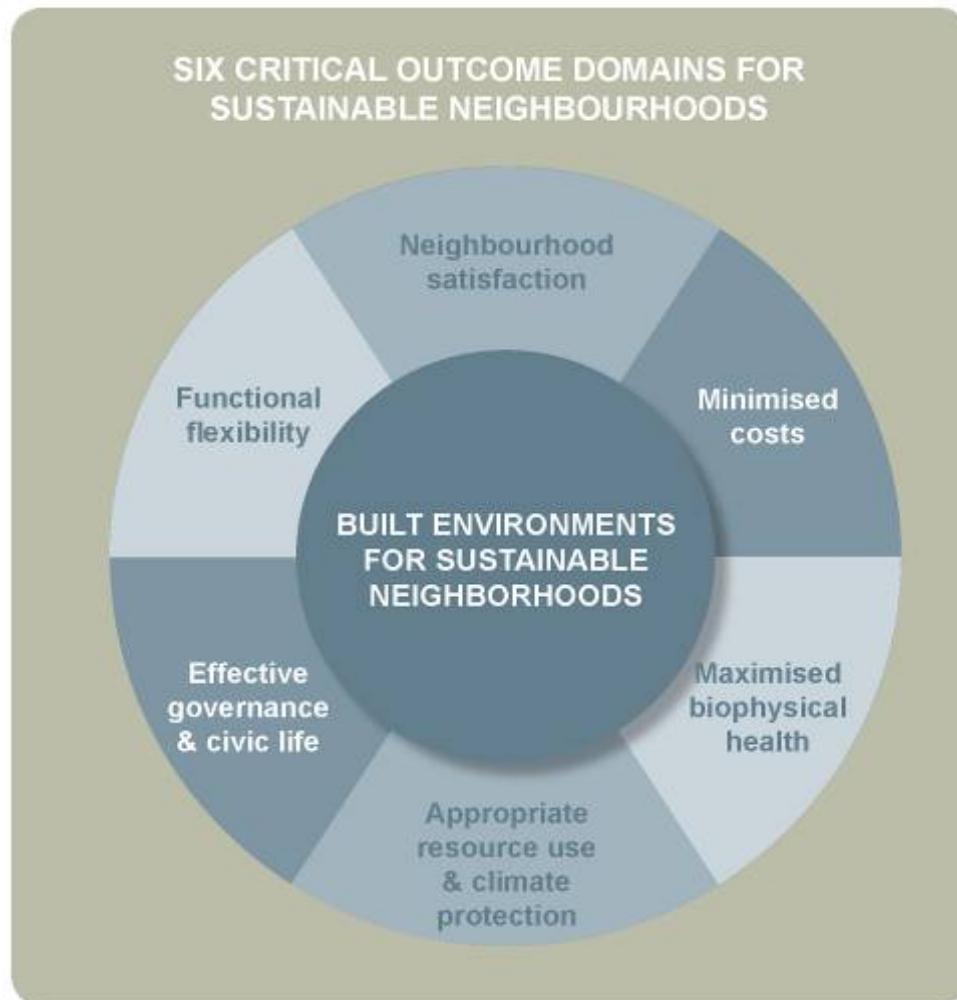 SIX CRITICAL OUTCOME DOMAINS FOR
SUSTAINABLE NEIGHBOURHOODS
Neighbourhood
satisfaction
Minimised
costs
Maximised
biophysical
health
Appropriate
resource use
& climate
protection
Effective
governance
& civic life
Functional
flexibility
BUILT ENVIRONMENTS
FOR SUSTAINABLE
NEIGHBORHOODS